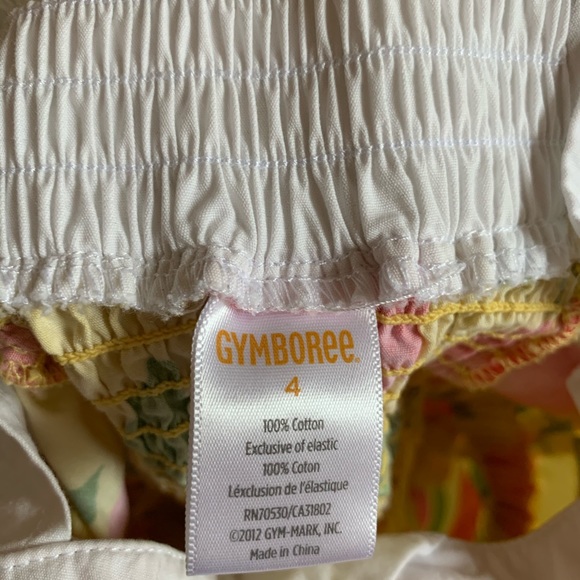 GYMBOREE
4
100% Cotton
Exclusive of elastic
100% Coton
Léxclusion de l'élastique
RN70530/CA31802
©2012 GYM-MARK, INC.
Made in China